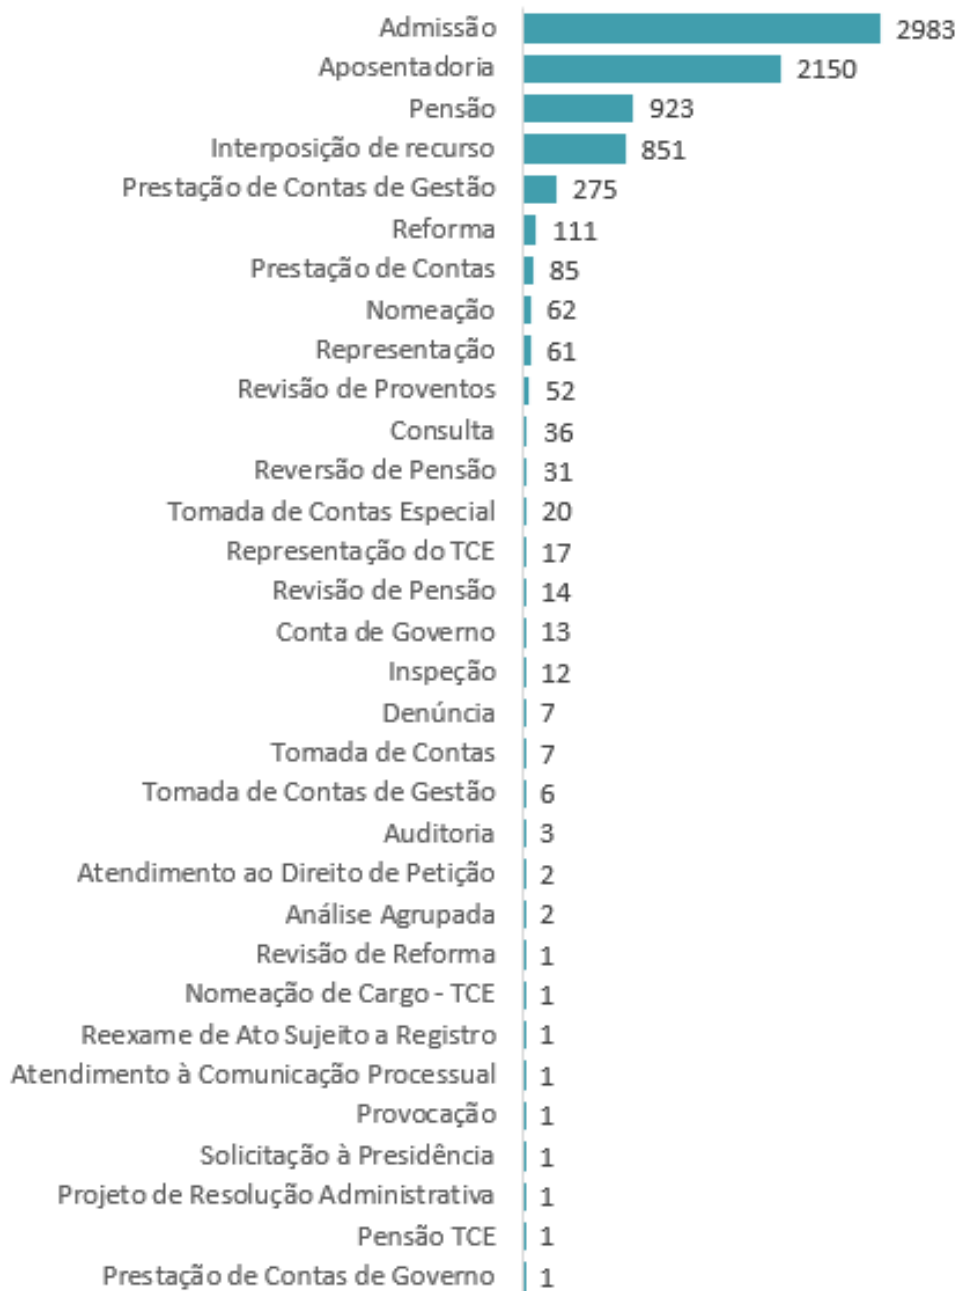 Admissão 2983
Aposentadoria 2150
Pensão 923
Interposição de recurso 851
Prestação de Contas de Gestão 275
Reforma 111
Prestação de Contas 85
Nomeação 62
Representação 61
Revisão de Proventos 52
Consulta 36
Reversão de Pensão 31
Tomada de Contas Especial 20
Representação do TCE 17
Revisão de Pensão 14
Conta de Governo 13
Inspeção 12
Denúncia 7
Tomada de Contas 7
Tomada de Contas de Gestão 6
Auditoria 3
Atendimento ao Direito de Petição 2
Análise Agrupada 2
Revisão de Reforma 1
Nomeação de Cargo - TCE 1
Reexame de Ato Sujeito a Registro 1
Atendimento à Comunicação Processual 1
Provocação 1
Solicitação à Presidência 1
Projeto de Resolução Administrativa 1
Pensão TCE 1
Prestação de Contas de Governo 1